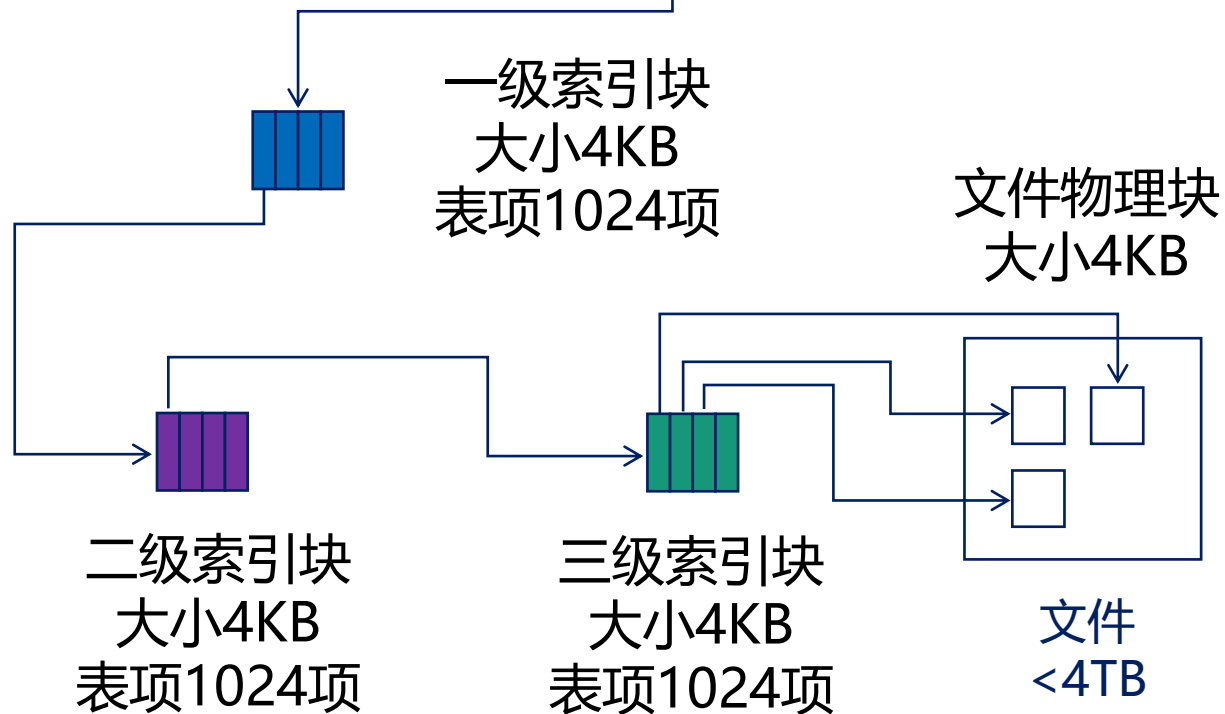 一级索引块
大小4KB
表项1024项
文件物理块
大小4KB
二级索引块
大小4KB
表项1024项
三级索引块
大小4KB
表项1024项
文件
<4TB